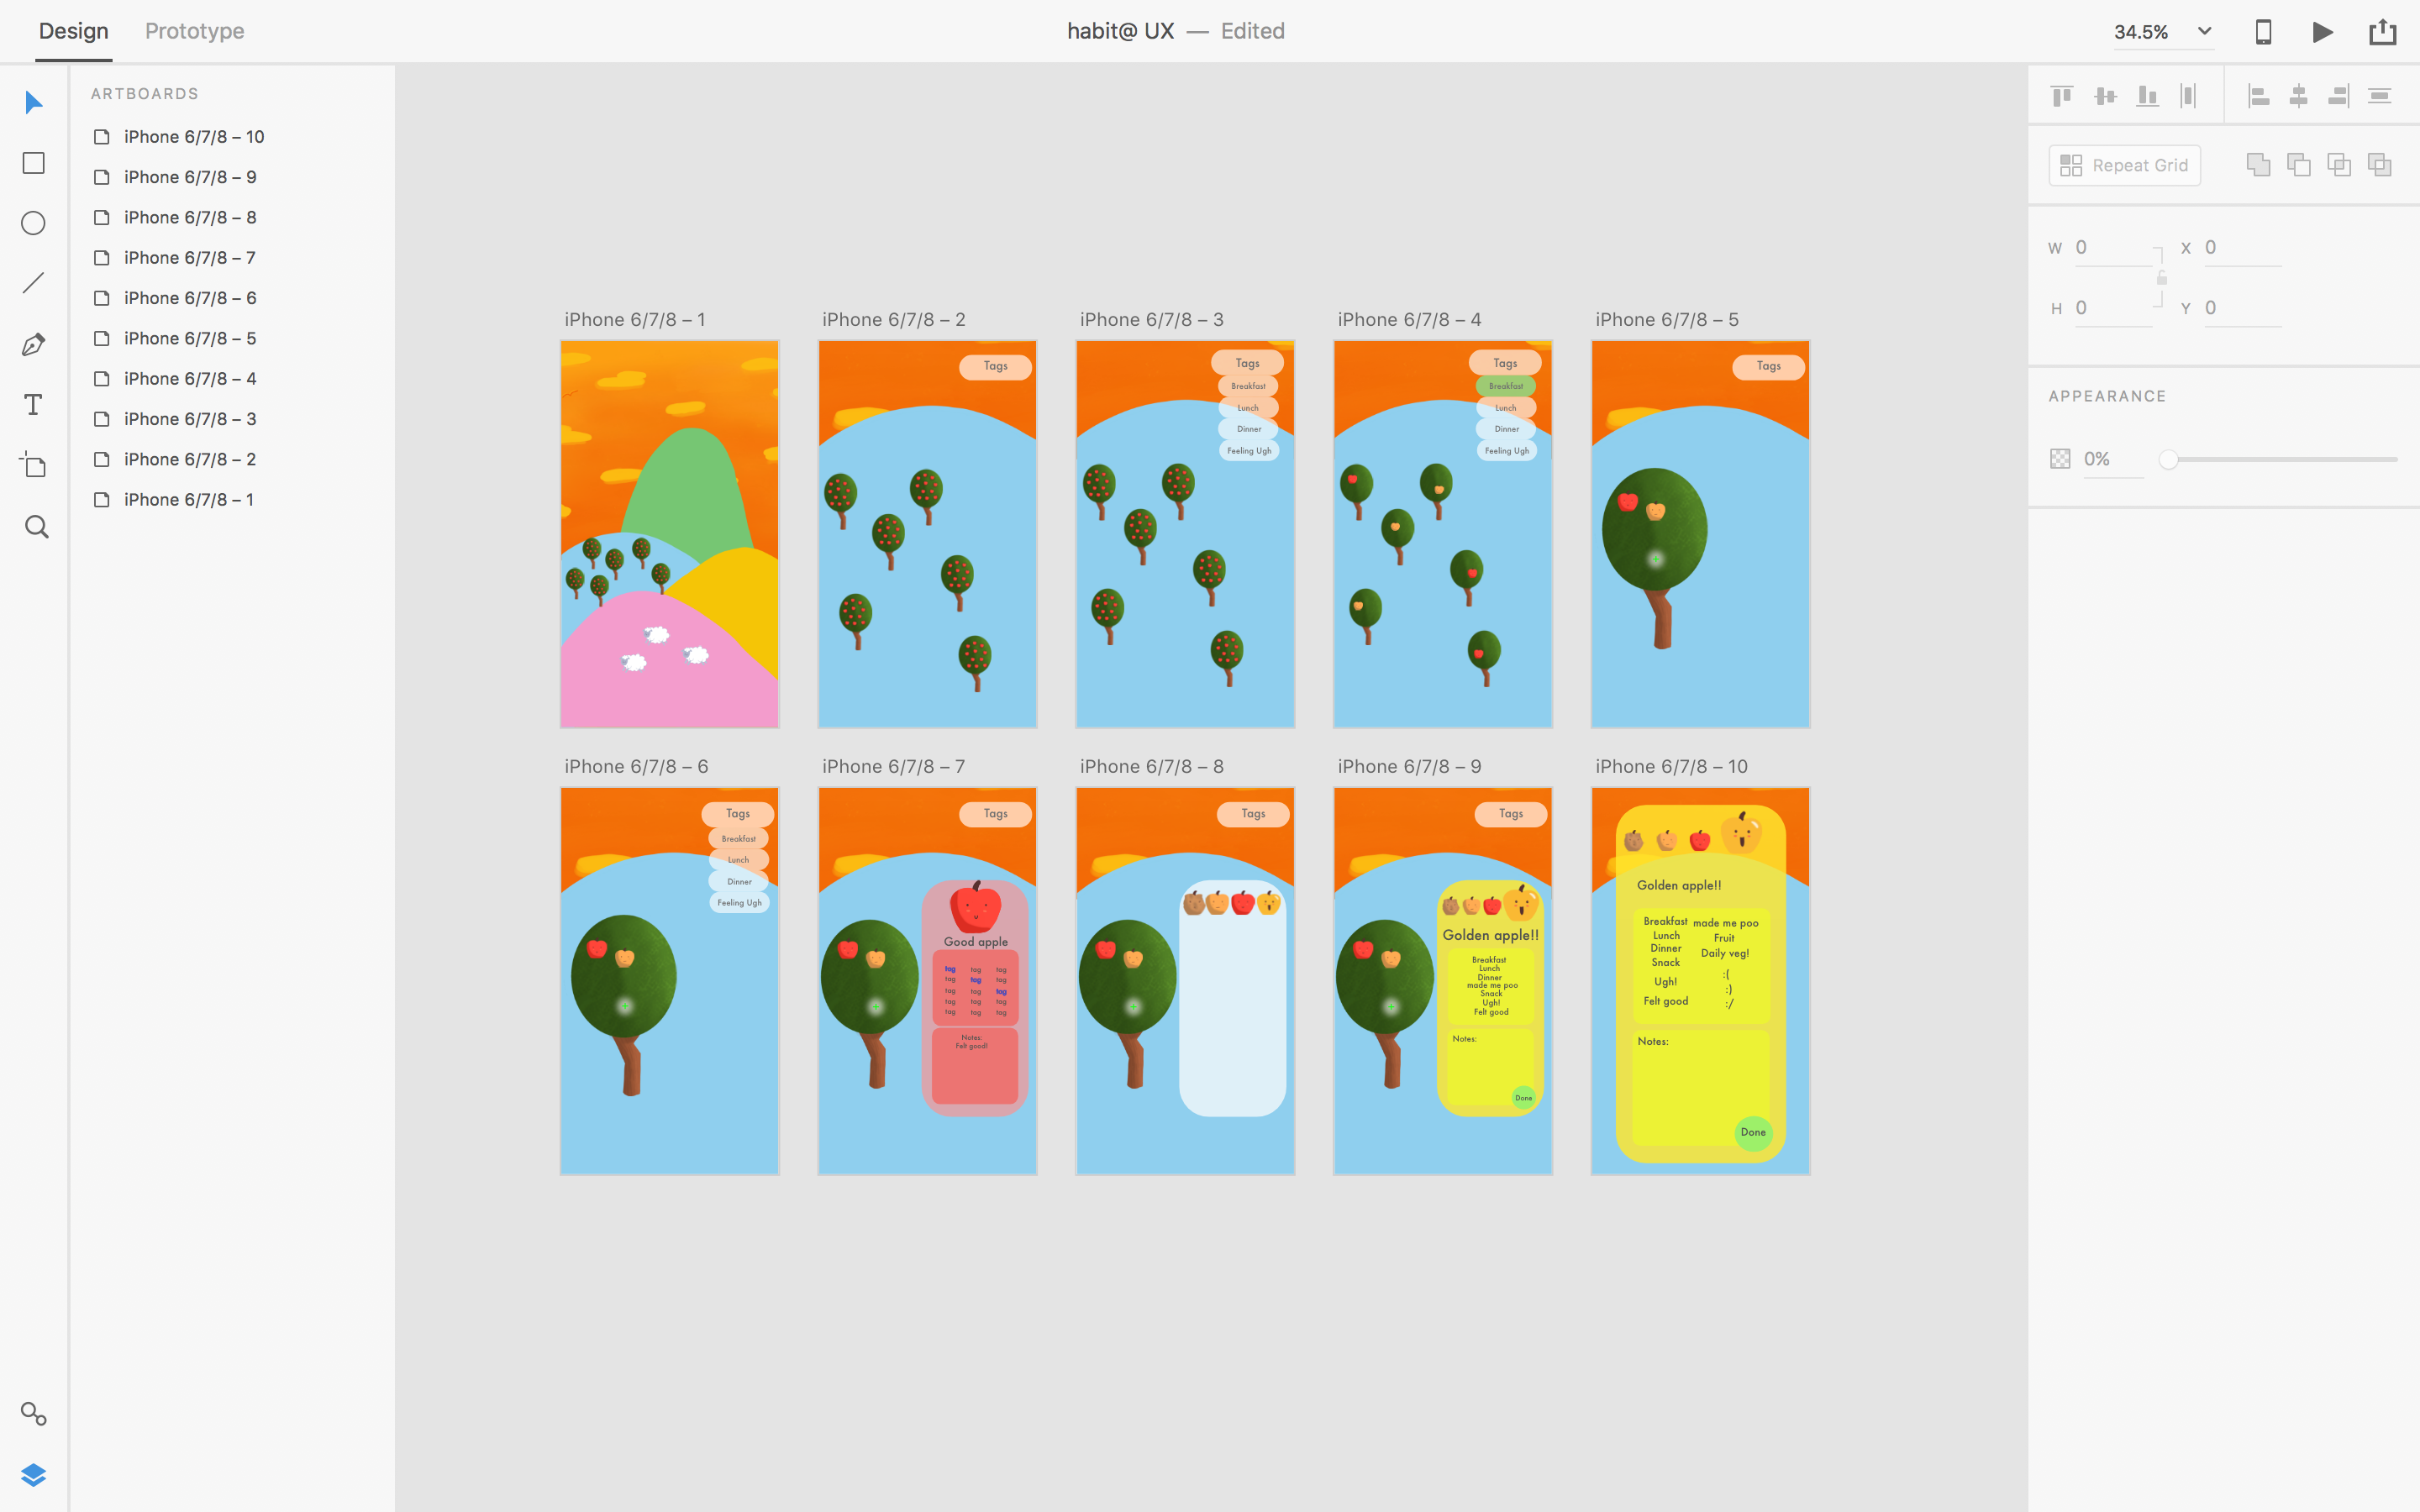 Design
Prototype
habit@ UX — Edited
34.5%
ARTBOARDS
iPhone 6/7/8 – 10
iPhone 6/7/8 – 9
iPhone 6/7/8 – 8
iPhone 6/7/8 – 7
iPhone 6/7/8 – 6
iPhone 6/7/8 – 5
iPhone 6/7/8 – 4
iPhone 6/7/8 – 3
iPhone 6/7/8 – 2
iPhone 6/7/8 – 1
iPhone 6/7/8 – 1
iPhone 6/7/8 – 2
Tags
iPhone 6/7/8 – 3
Tags
Breakfast
Lunch
Dinner
Feeling Ugh
iPhone 6/7/8 – 4
Tags
Breakfast
Lunch
Dinner
Feeling Ugh
iPhone 6/7/8 – 5
Tags
iPhone 6/7/8 – 6
Tags
Breakfast
Lunch
Dinner
Feeling Ugh
iPhone 6/7/8 – 7
Tags
Good apple
tag tag tag
tag tag tag
tag tag tag
tag tag tag
tag tag tag
Notes:
Felt good!
iPhone 6/7/8 – 8
Tags
iPhone 6/7/8 – 9
Tags
Golden apple!!
Breakfast
Lunch
Dinner
made me poo
Snack
Ugh!
Felt good
Notes:
Done
iPhone 6/7/8 – 10
Golden apple!!
Breakfast
Lunch
Dinner
Snack
Ugh!
Felt good
made me poo
Fruit
Daily veg!
:(
:)
:/
Notes:
Done
Repeat Grid
W 0
X 0
H 0
Y 0
APPEARANCE
0%